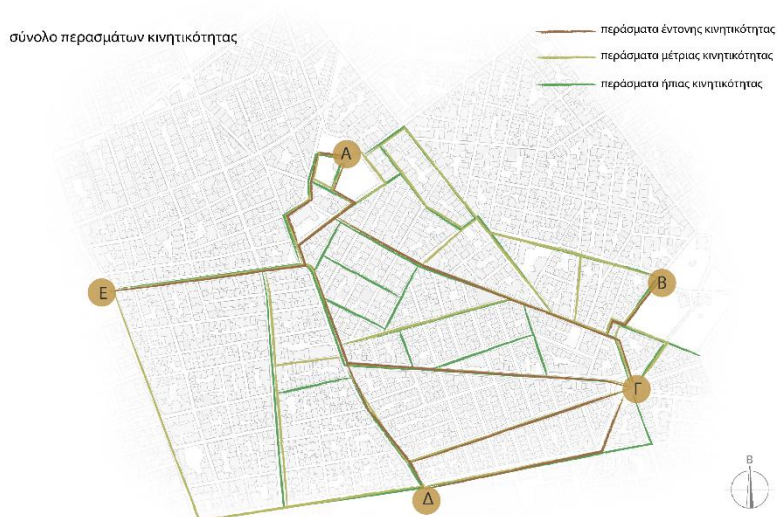 σύνολο περασμάτων κινητικότητας
περάσματα έντονης κινητικότητας
περάσματα μέτριας κινητικότητας
περάσματα ήπιας κινητικότητας
Α
Β
Ε
Γ
Δ
Β